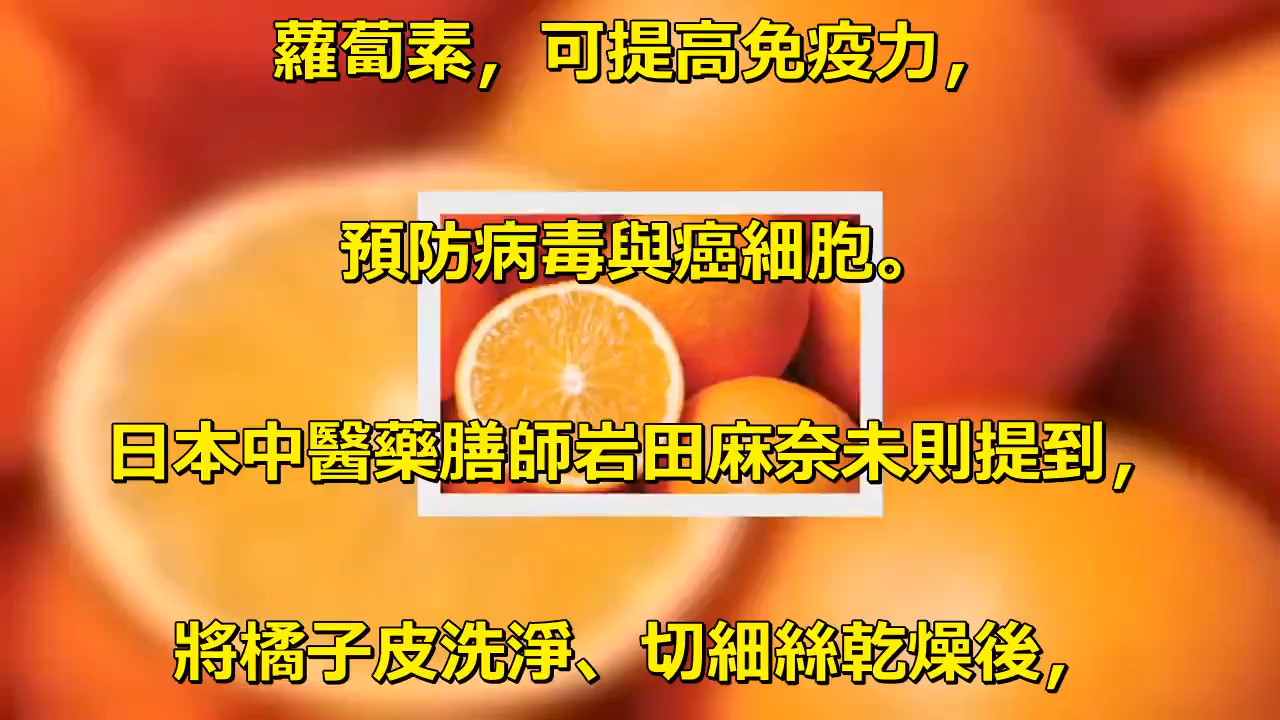 蘿蔔素，可提高免疫力，
預防病毒與癌細胞。
日本中醫藥膳師岩田麻奈未則提到，
將橘子皮洗淨、切細絲乾燥後，